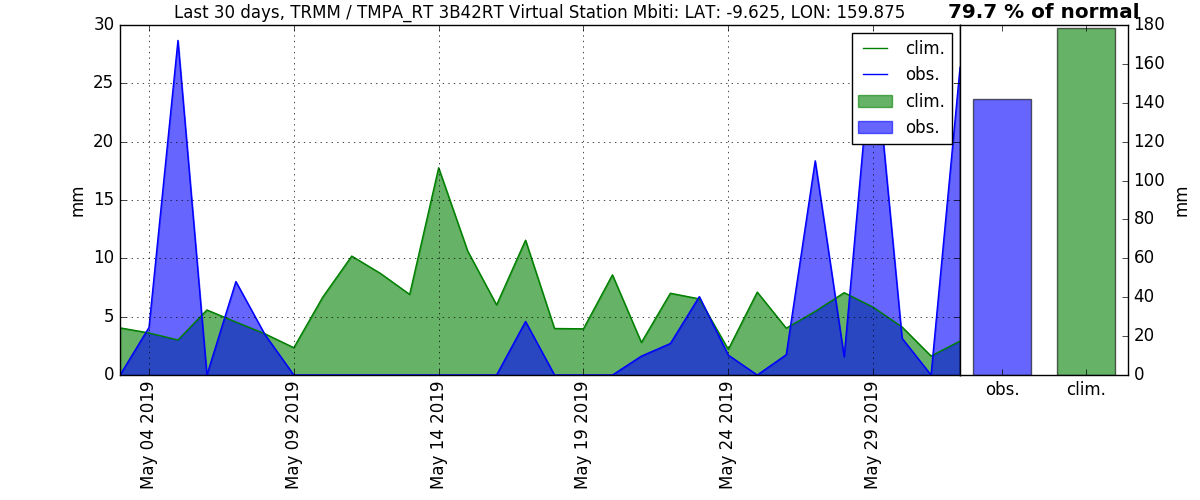 Last 30 days, TRMM / TMPA_RT 3B42RT Virtual Station Mbiti: LAT: -9.625, LON: 159.875
79.7 % of normal
clim.
obs.
clim.
obs.
30
25
20
15
10
5
0
mm
180
160
140
120
100
80
60
40
20
0
mm
May 04 2019
May 09 2019
May 14 2019
May 19 2019
May 24 2019
May 29 2019
obs.
clim.